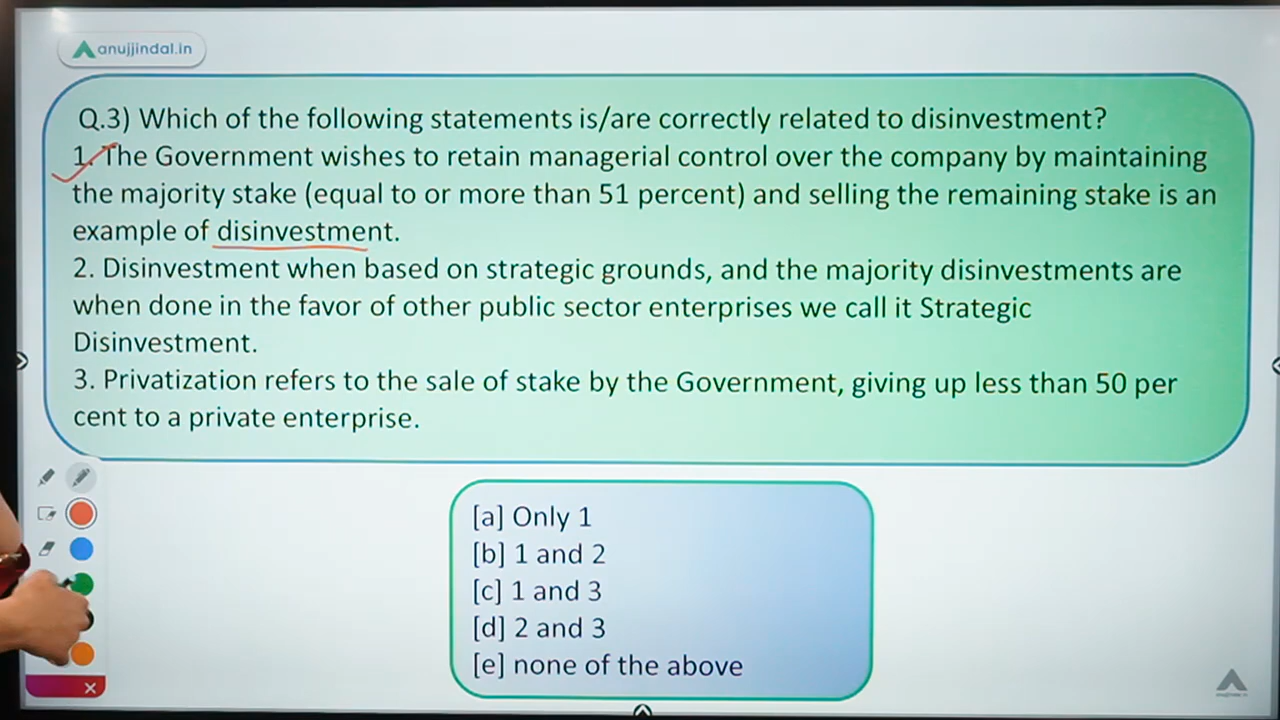 anujjindal.in
Q.3) Which of the following statements is/are correctly related to disinvestment?
1. The Government wishes to retain managerial control over the company by maintaining
the majority stake (equal to or more than 51 percent) and selling the remaining stake is an
example of disinvestment.
2. Disinvestment when based on strategic grounds, and the majority disinvestments are
when done in the favor of other public sector enterprises we call it Strategic
Disinvestment.
3. Privatization refers to the sale of stake by the Government, giving up less than 50 per
cent to a private enterprise.
[a] Only 1
[b] 1 and 2
[c] 1 and 3
[d] 2 and 3
[e] none of the above
anujjindal.in